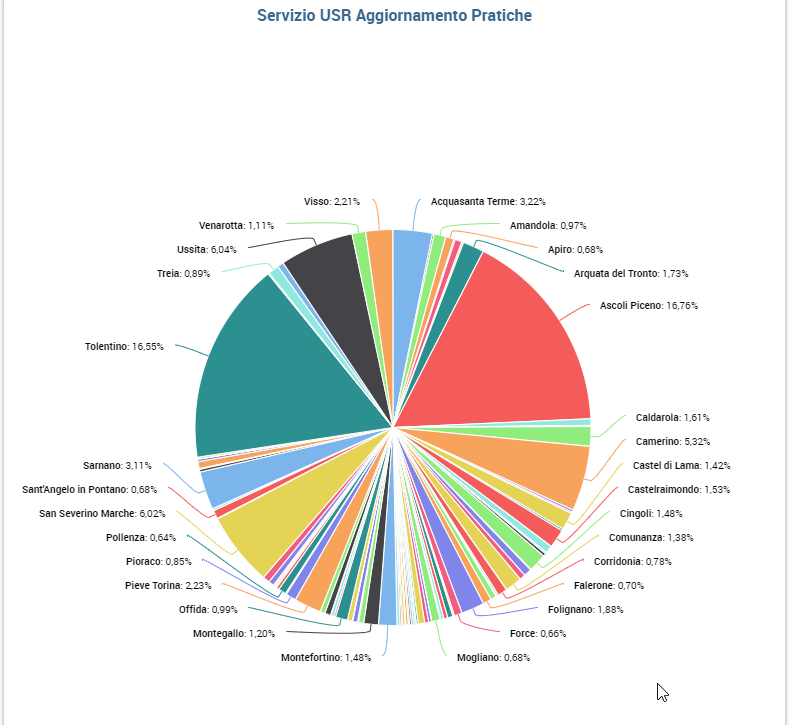 Servizio USR Aggiornamento Pratiche
Visso: 2,21%
Acquasanta Terme: 3,22%
Venarotta: 1,11%
Amandola: 0,97%
Ussita: 6,04%
Apiro: 0,68%
Treia: 0,89%
Arquata del Tronto: 1,73%
Ascoli Piceno: 16,76%
Tolentino: 16,55%
Caldarola: 1,61%
Camerino: 5,32%
Sarnano: 3,11%
Castel di Lama: 1,42%
Sant'Angelo in Pontano: 0,68%
Castelraimondo: 1,53%
San Severino Marche: 6,02%
Cingoli: 1,48%
Pollenza: 0,64%
Comunanza: 1,38%
Pioraco: 0,85%
Corridonia: 0,78%
Pieve Torina: 2,23%
Falerone: 0,70%
Offida: 0,99%
Folignano: 1,88%
Montegallo: 1,20%
Force: 0,66%
Montefortino: 1,48%
Mogliano: 0,68%